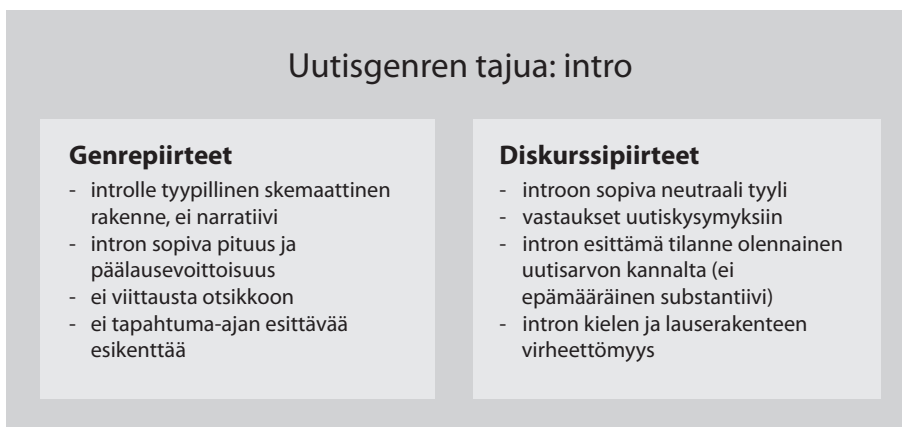 Uutisgenren tajua: intro
Genrepiirteet
- introlle tyypillinen skemaattinen
rakenne, ei narratiivi
- intron sopiva pituus ja
päälausevoittoisuus
- ei viittausta otsikkoon
- ei tapahtuma-ajan esittävää
esikenttää
Diskurssipiirteet
- introon sopiva neutraali tyyli
- vastaukset uutiskysymyksiin
- intron esittämä tilanne olennainen
uutisarvon kannalta (ei
epämääräinen substantiivi)
- intron kielen ja lauserakenteen
virheettömyys